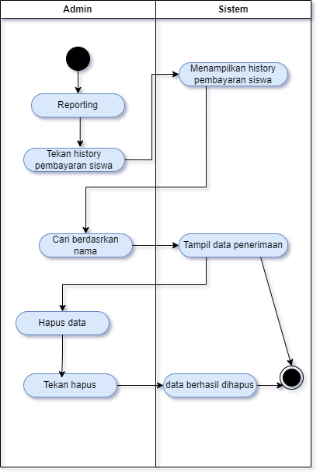 Admin
Sistem
Reporting
Menampilkan history
pembayaran siswa
Tekan history
pembayaran siswa
Cari berdasrkan
nama
Tampil data penerimaan
Hapus data
Tekan hapus
data berhasil dihapus